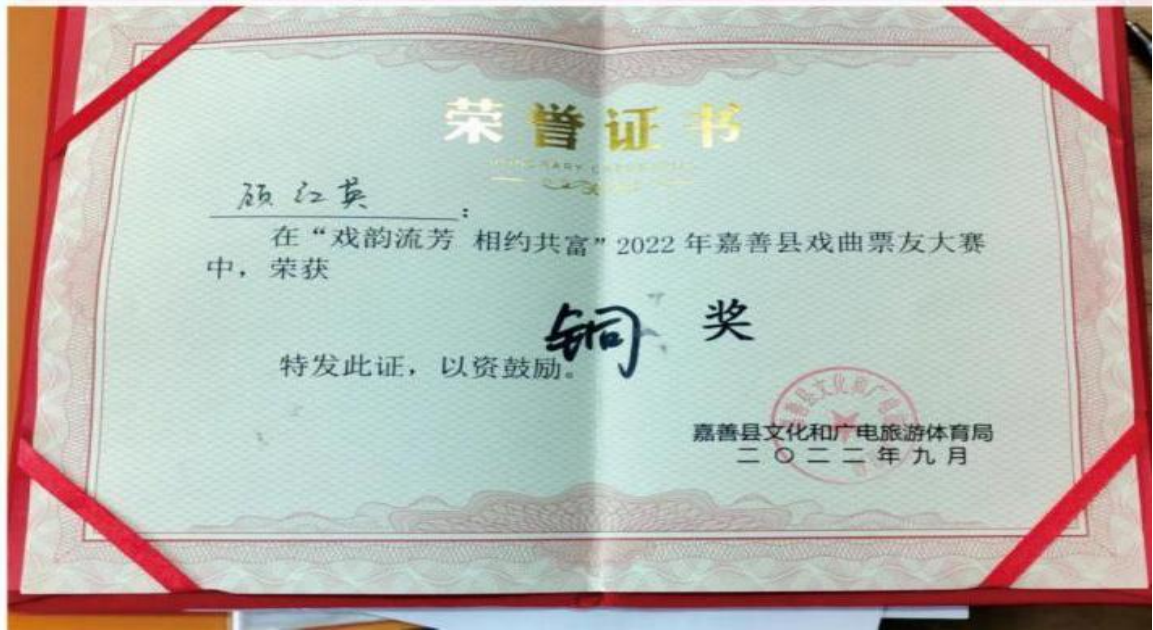 荣誉证书
HONORARY CREDENTIAL
顾江英：
在“戏韵流芳 相约共富”2022年嘉善县戏曲票友大赛
中，荣获
铜 奖
特发此证，以资鼓励。
嘉善县文化和广电旅游体育局
二〇二二年九月